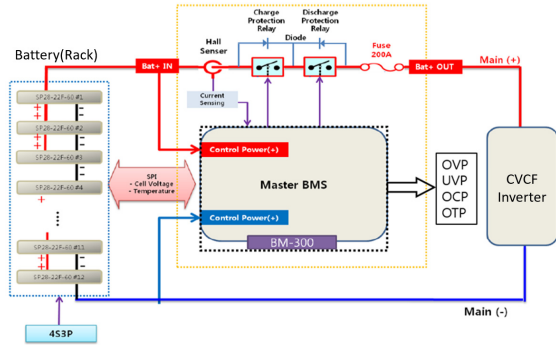 Charge
Protection
Relay
Discharge
Protection
Relay
Hall
Senser
Diode
Fuse
200A
Battery(Rack)
Bat+ IN
Bat+ OUT
Main (+)
Current
Sensing
SP28-22F-60 #1
SP28-22F-60 #2
SP28-22F-60 #3
SP28-22F-60 #4
SP28-22F-60 #11
SP28-22F-60 #12
SPI
- Cell Voltage
- Temperature
Control Power(+)
Master BMS
Control Power(+)
BM-300
OVP
UVP
OCP
OTP
CVCF
Inverter
Main (-)
4S3P